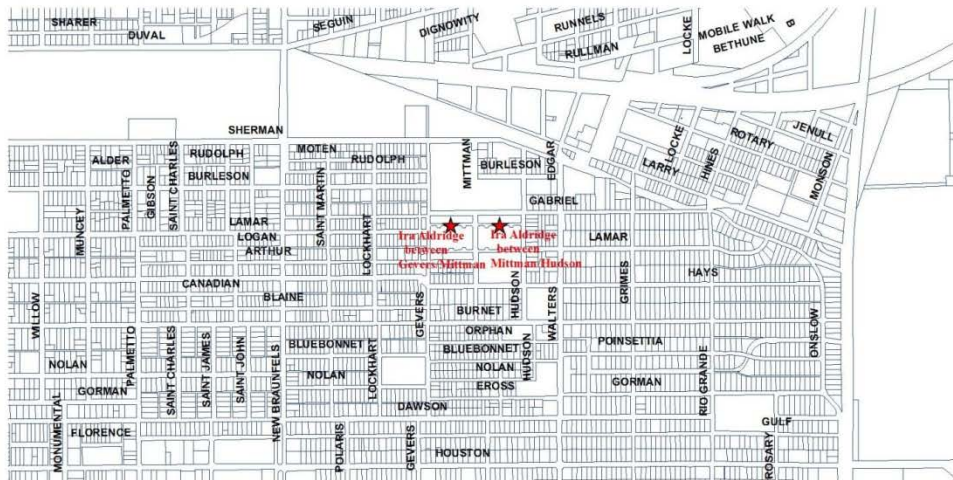 SHARER
DUVAL
SEGUIN
DIGNOWITY
RUNNELS
RULLMAN
LOCKE
MOBILE WALK
BETHUNE
B
SHERMAN
ALDER
RUDOLPH
BURLESON
MOTEN
RUDOLPH
MITTMAN
BURLESON
EDGAR
LARRY
LOCKE
HINES
ROTARY
JENULL
MONSON
MUNCEY
PALMETTO
GIBSON
SAINT CHARLES
LAMAR
LOGAN
ARTHUR
SAINT MARTIN
LOCKHART
GABRIEL
Ira Aldridge
between
Gevers/Mittman
Ira Aldridge
between
Mittman/Hudson
LAMAR
HAYS
GRIMES
CANADIAN
BLAINE
GEVERS
HUDSON
BURNET
ORPHAN
BLUEBONNET
WALTERS
WILLOW
PALMETTO
SAINT CHARLES
SAINT JAMES
SAINT JOHN
NEW BRAUNFELS
BLUEBONNET
LOCKHART
NOLAN
NOLAN
NOLAN
EROSS
HUDSON
POINSETTIA
GORMAN
RIO GRANDE
ONSLOW
GORMAN
DAWSON
MONUMENTAL
FLORENCE
POLARIS
GEVERS
HOUSTON
GULF
ROSARY